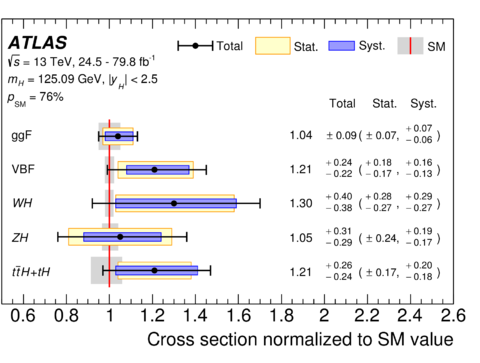 ATLAS
√s = 13 TeV, 24.5 - 79.8 fb⁻¹
m_H = 125.09 GeV, |y_H| < 2.5
p_SM = 76%
Total Stat. Syst. SM
Total Stat. Syst.
ggF 1.04 ± 0.09 ( ± 0.07, +0.07 −0.06 )
VBF 1.21 +0.24 −0.22 ( +0.18 −0.17 , +0.16 −0.13 )
WH 1.30 +0.40 −0.38 ( +0.28 −0.27 , +0.29 −0.27 )
ZH 1.05 +0.31 −0.29 ( ± 0.24, +0.19 −0.17 )
tt̄H+tH 1.21 +0.26 −0.24 ( ± 0.17, +0.20 −0.18 )
0.6 0.8 1 1.2 1.4 1.6 1.8 2 2.2 2.4 2.6
Cross section normalized to SM value